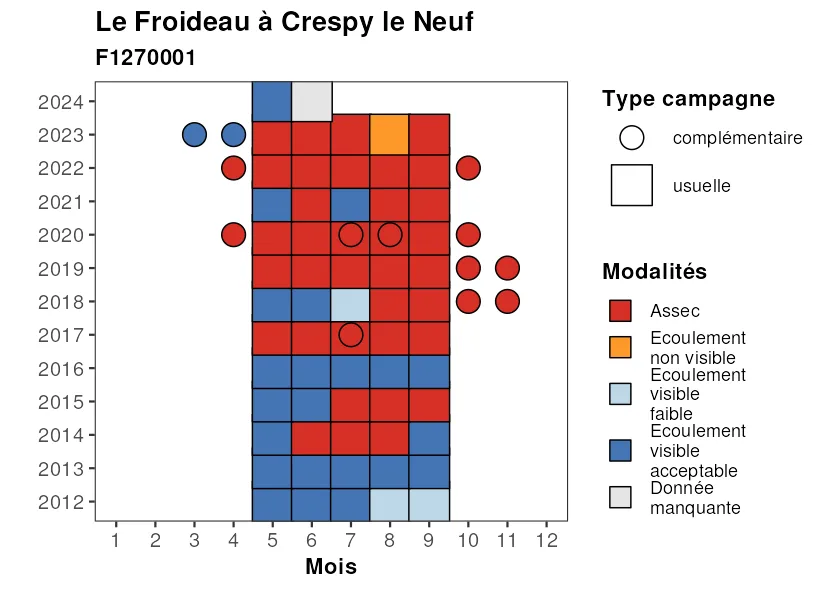 Le Froideau à Crespy le Neuf
F1270001
2024
2023
2022
2021
2020
2019
2018
2017
2016
2015
2014
2013
2012
1 2 3 4 5 6 7 8 9 10 11 12
Mois
Type campagne
complémentaire
usuelle
Modalités
Assec
Ecoulement
non visible
Ecoulement
visible
faible
Ecoulement
visible
acceptable
Donnée
manquante